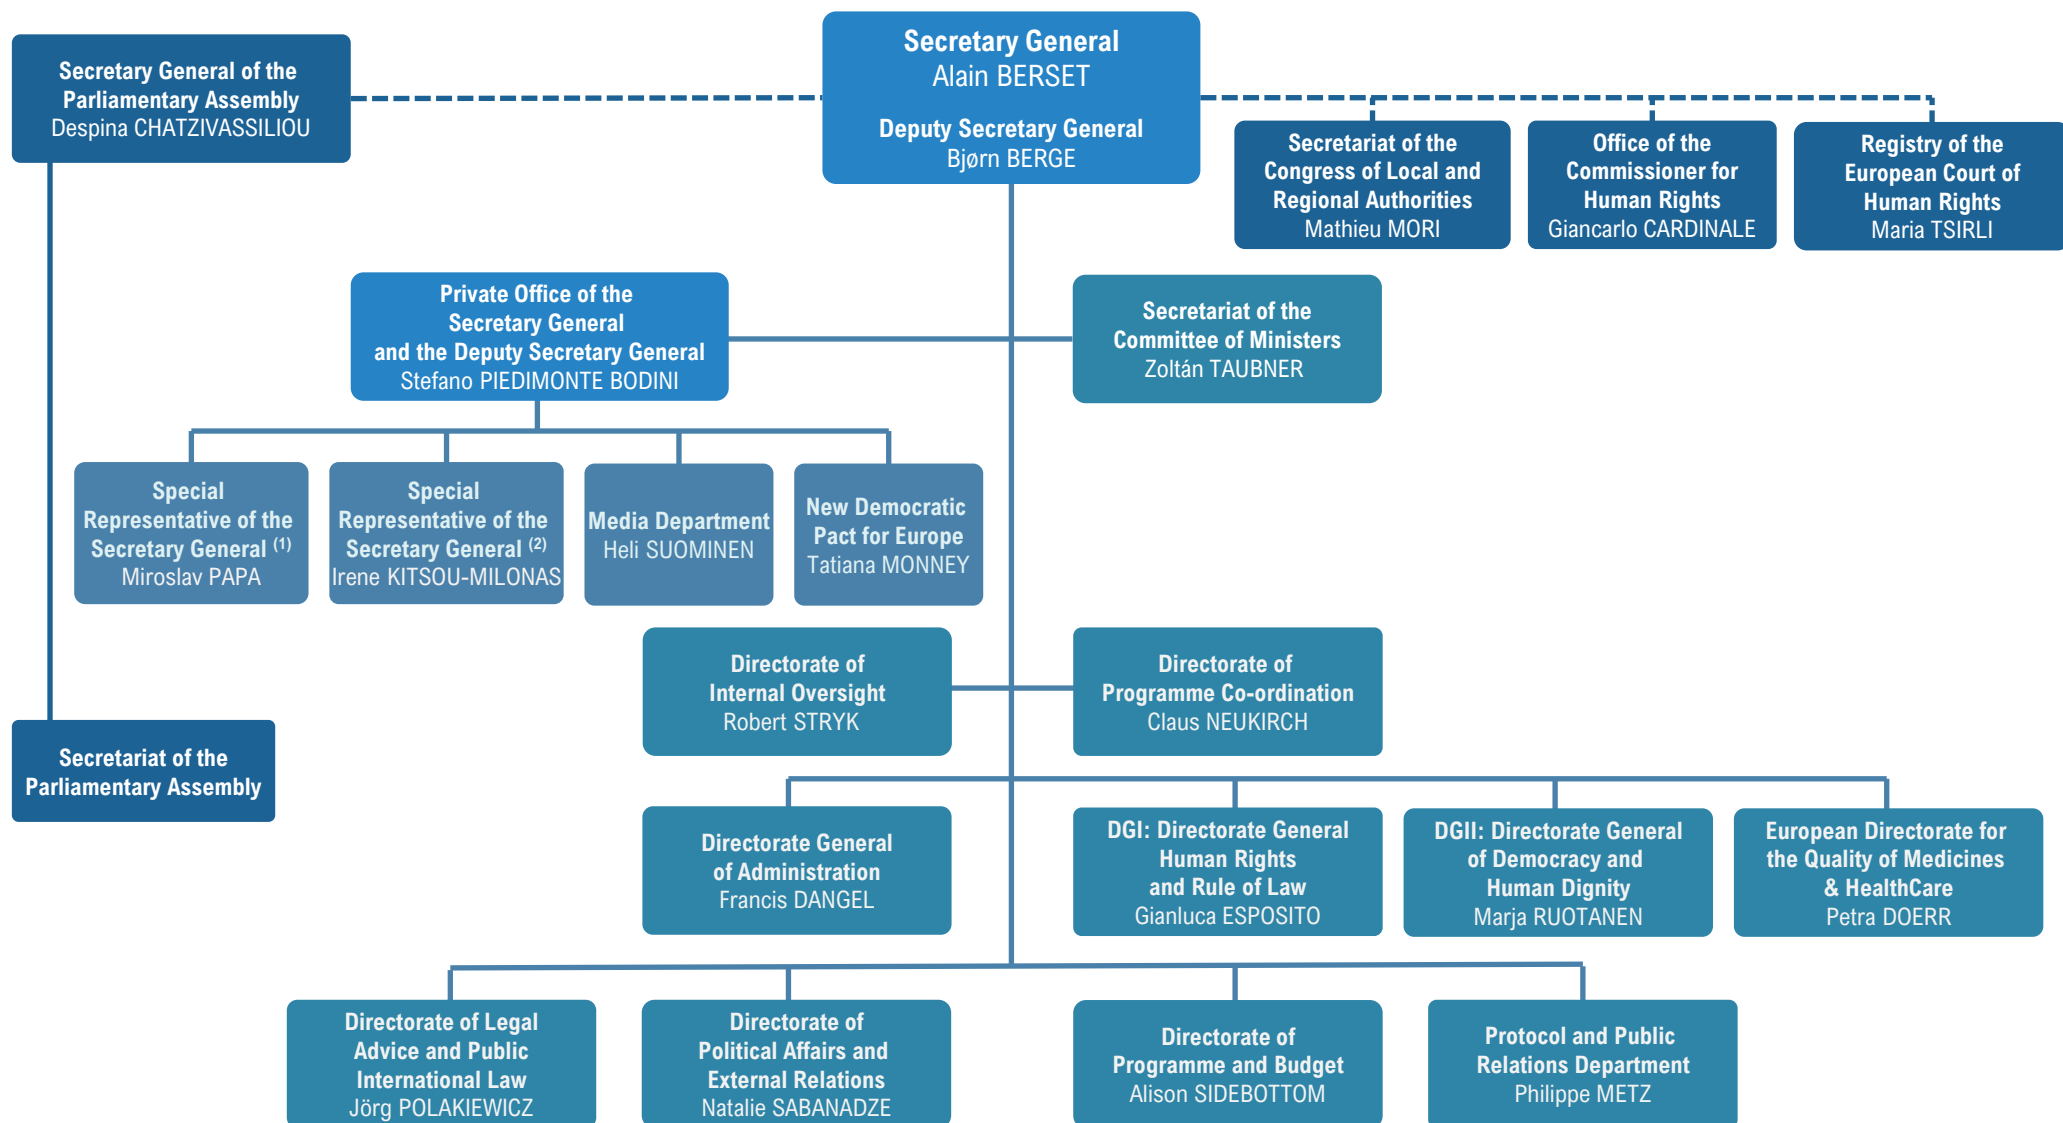 Secretary General of the
Parliamentary Assembly
Despina CHATZIVASSILIOU
Secretary General
Alain BERSET
Deputy Secretary General
Bjørn BERGE
Secretariat of the
Congress of Local and
Regional Authorities
Mathieu MORI
Office of the
Commissioner for
Human Rights
Giancarlo CARDINALE
Registry of the
European Court of
Human Rights
Maria TSIRLI
Private Office of the
Secretary General
and the Deputy Secretary General
Stefano PIEDIMONTE BODINI
Secretariat of the
Committee of Ministers
Zoltán TAUBNER
Special
Representative of the
Secretary General (1)
Miroslav PAPA
Special
Representative of the
Secretary General (2)
Irene KITSOU-MILONAS
Media Department
Heli SUOMINEN
New Democratic
Pact for Europe
Tatiana MONNEY
Directorate of
Internal Oversight
Robert STRYK
Directorate of
Programme Co-ordination
Claus NEUKIRCH
Secretariat of the
Parliamentary Assembly
Directorate General
of Administration
Francis DANGEL
DGI: Directorate General
Human Rights
and Rule of Law
Gianluca ESPOSITO
DGII: Directorate General
of Democracy and
Human Dignity
Marja RUOTANEN
European Directorate for
the Quality of Medicines
& HealthCare
Petra DOERR
Directorate of Legal
Advice and Public
International Law
Jörg POLAKIEWICZ
Directorate of
Political Affairs and
External Relations
Natalie SABANADZE
Directorate of
Programme and Budget
Alison SIDEBOTTOM
Protocol and Public
Relations Department
Philippe METZ